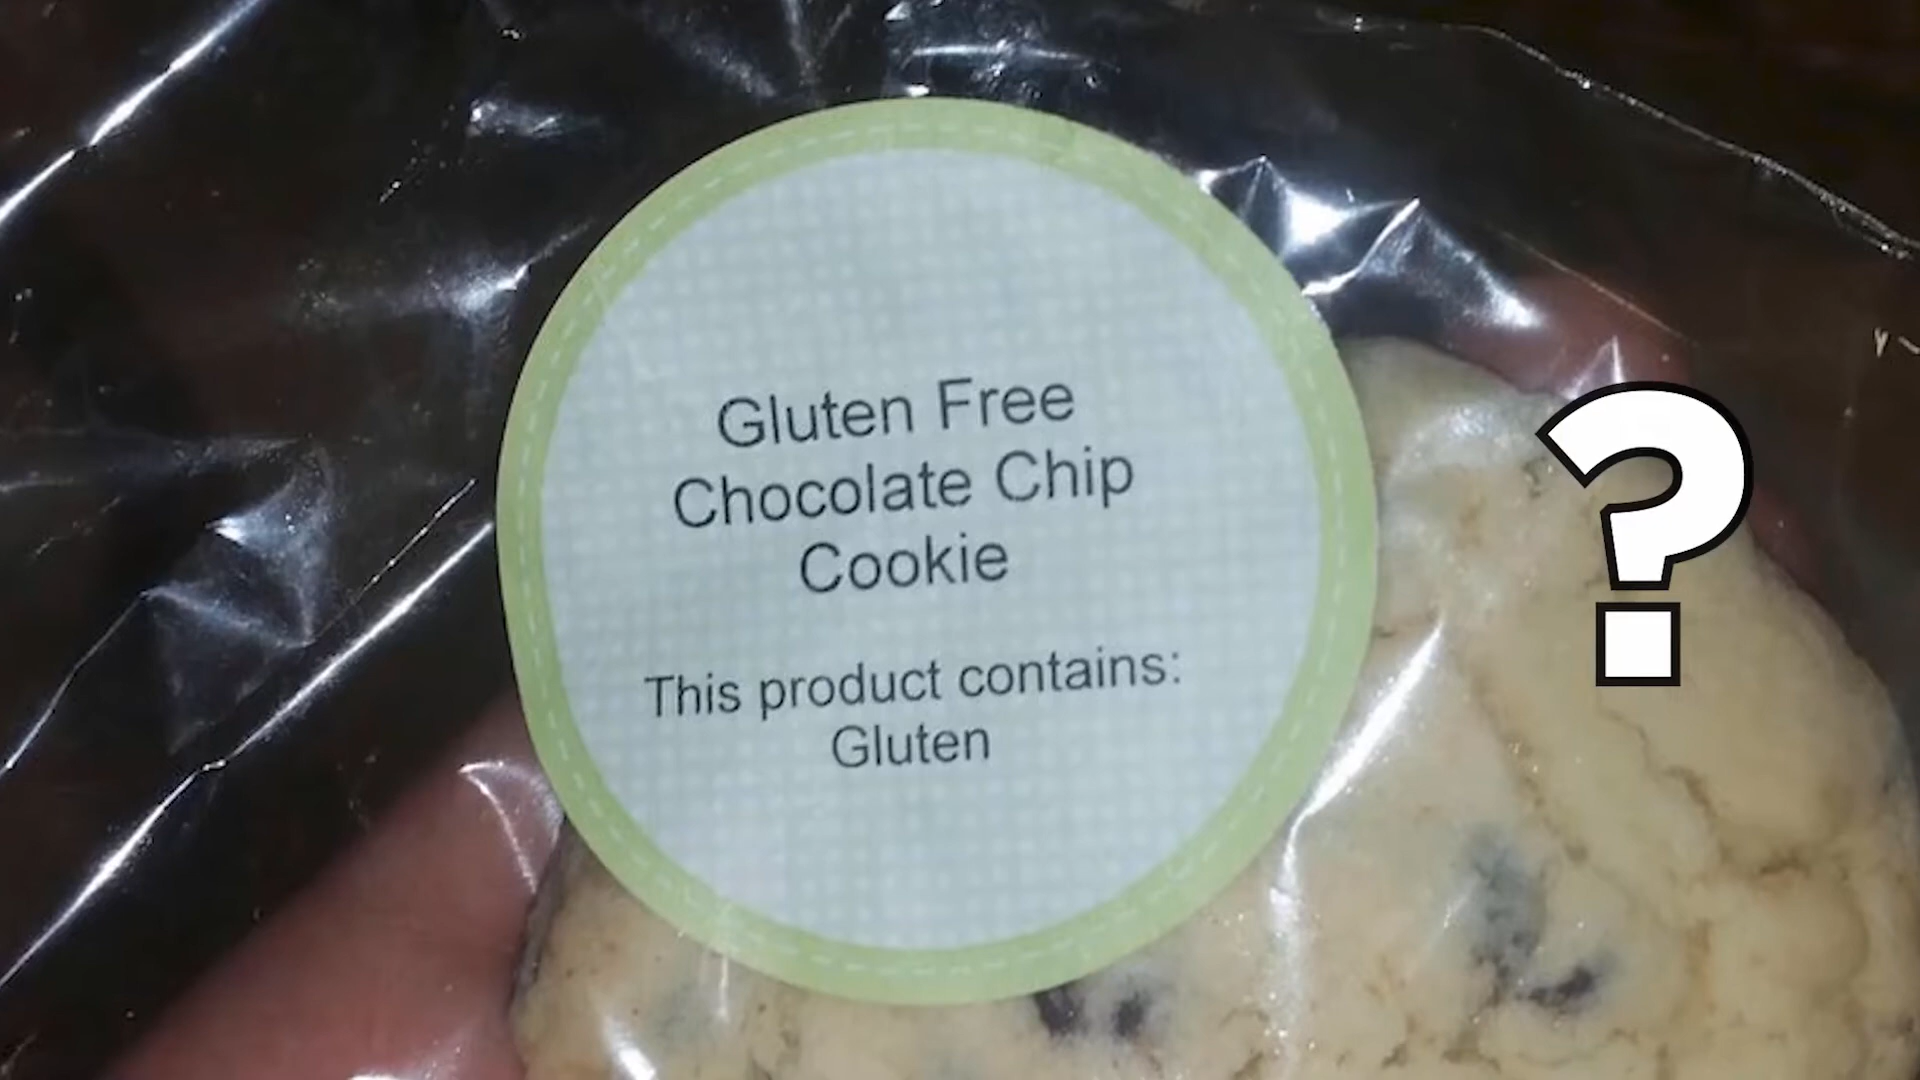 Gluten Free
Chocolate Chip
Cookie
This product contains:
Gluten
?